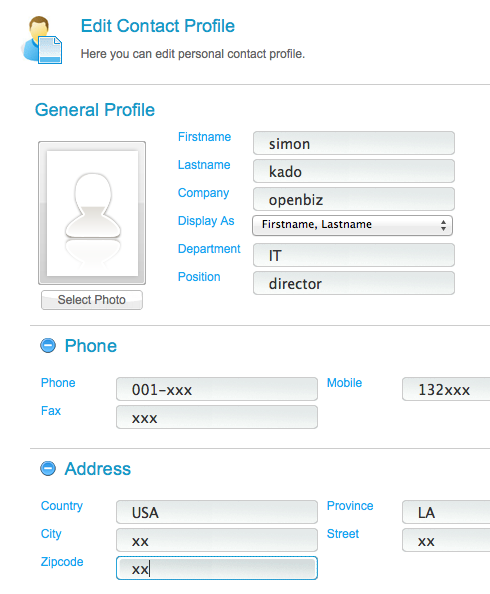 Edit Contact Profile
Here you can edit personal contact profile.
General Profile
Firstname simon
Lastname kado
Company openbiz
Display As Firstname, Lastname
Department IT
Position director
Select Photo
Phone
Phone 001-xxx Mobile 132xxx
Fax xxx
Address
Country USA Province LA
City xx Street xx
Zipcode xx